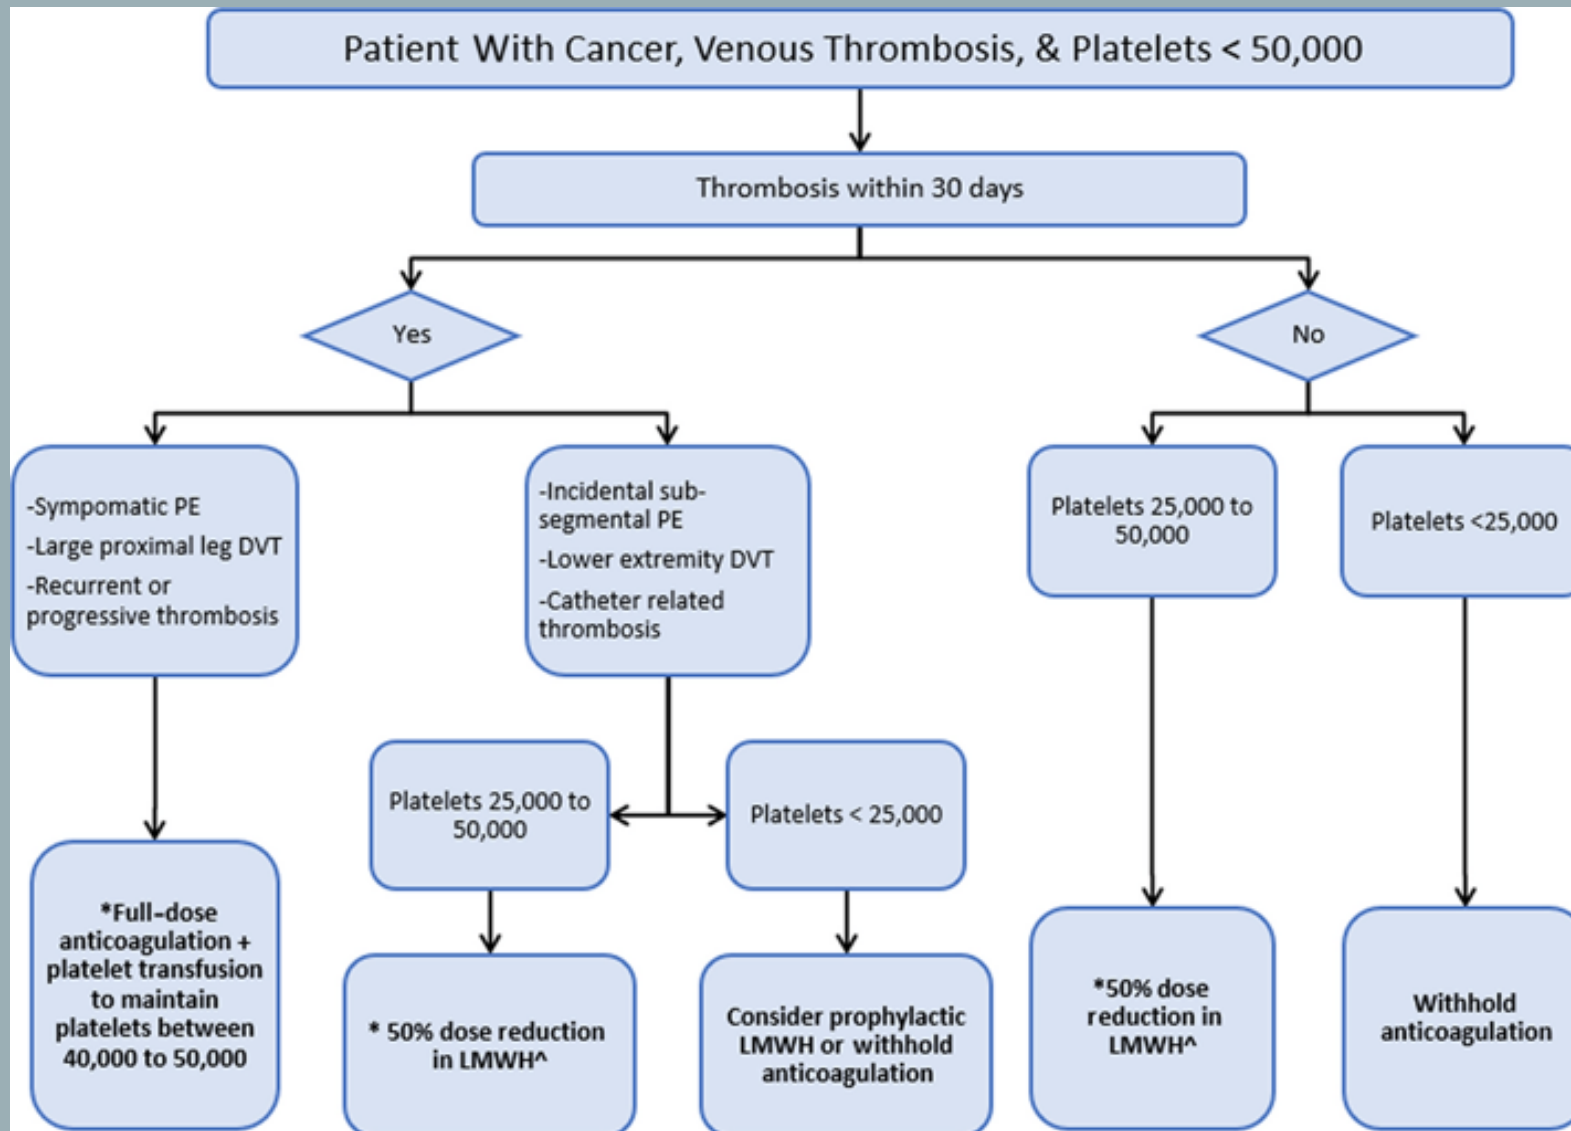 Patient With Cancer, Venous Thrombosis, & Platelets < 50,000
Thrombosis within 30 days
Yes
No
-Sympomatic PE
-Large proximal leg DVT
-Recurrent or
progressive thrombosis
-Incidental sub-
segmental PE
-Lower extremity DVT
-Catheter related
thrombosis
Platelets 25,000 to
50,000
Platelets <25,000
Platelets 25,000 to
50,000
Platelets < 25,000
*Full-dose
anticoagulation +
platelet transfusion
to maintain
platelets between
40,000 to 50,000
* 50% dose reduction
in LMWH^
Consider prophylactic
LMWH or withhold
anticoagulation
*50% dose
reduction in
LMWH^
Withhold
anticoagulation